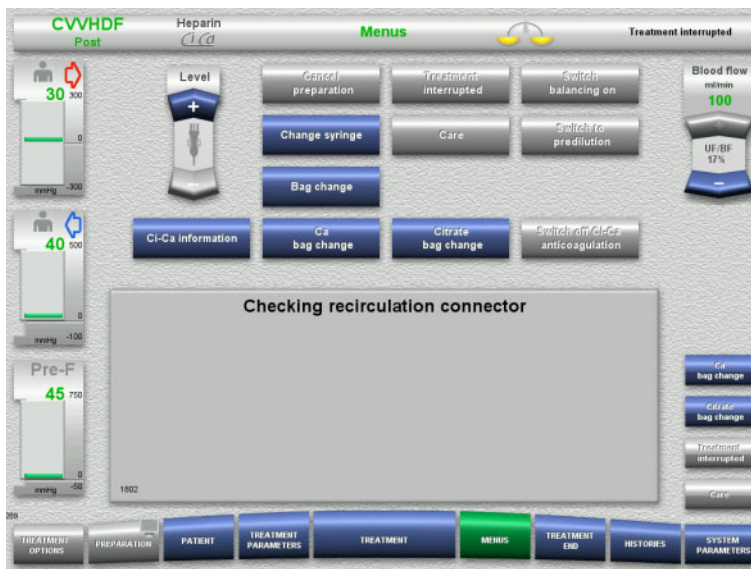 CVVHDF
Post
Heparin
Ci Ca
Menus
Treatment interrupted
30 300
0
mmHg -300
Level
+
Cancel
preparation
Treatment
interrupted
Switch
balancing on
Change syringe
Care
Switch to
predilution
Bag change
Ci-Ca information
Ca
bag change
Citrate
bag change
Switch off Ci-Ca
anticoagulation
Blood flow
ml/min
100
+
UF/BF
17%
–
40 500
0
mmHg -100
Pre-F
45 750
0
mmHg -50
Checking recirculation connector
1802
Ca
bag change
Citrate
bag change
Treatment
interrupted
Care
289
TREATMENT
OPTIONS
PREPARATION
PATIENT
TREATMENT
PARAMETERS
TREATMENT
MENUS
TREATMENT
END
HISTORIES
SYSTEM
PARAMETERS